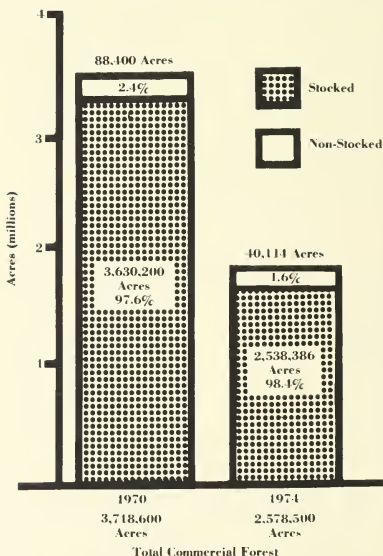 4
88,400 Acres
2.4%
Stocked
3
Non-Stocked
Acres (millions)
2
40,114 Acres
1.6%
3,630,200
Acres
97.6%
2,538,386
Acres
98.4%
1
1970
1974
3,718,600
2,578,500
Acres
Acres
Total Commercial Forest